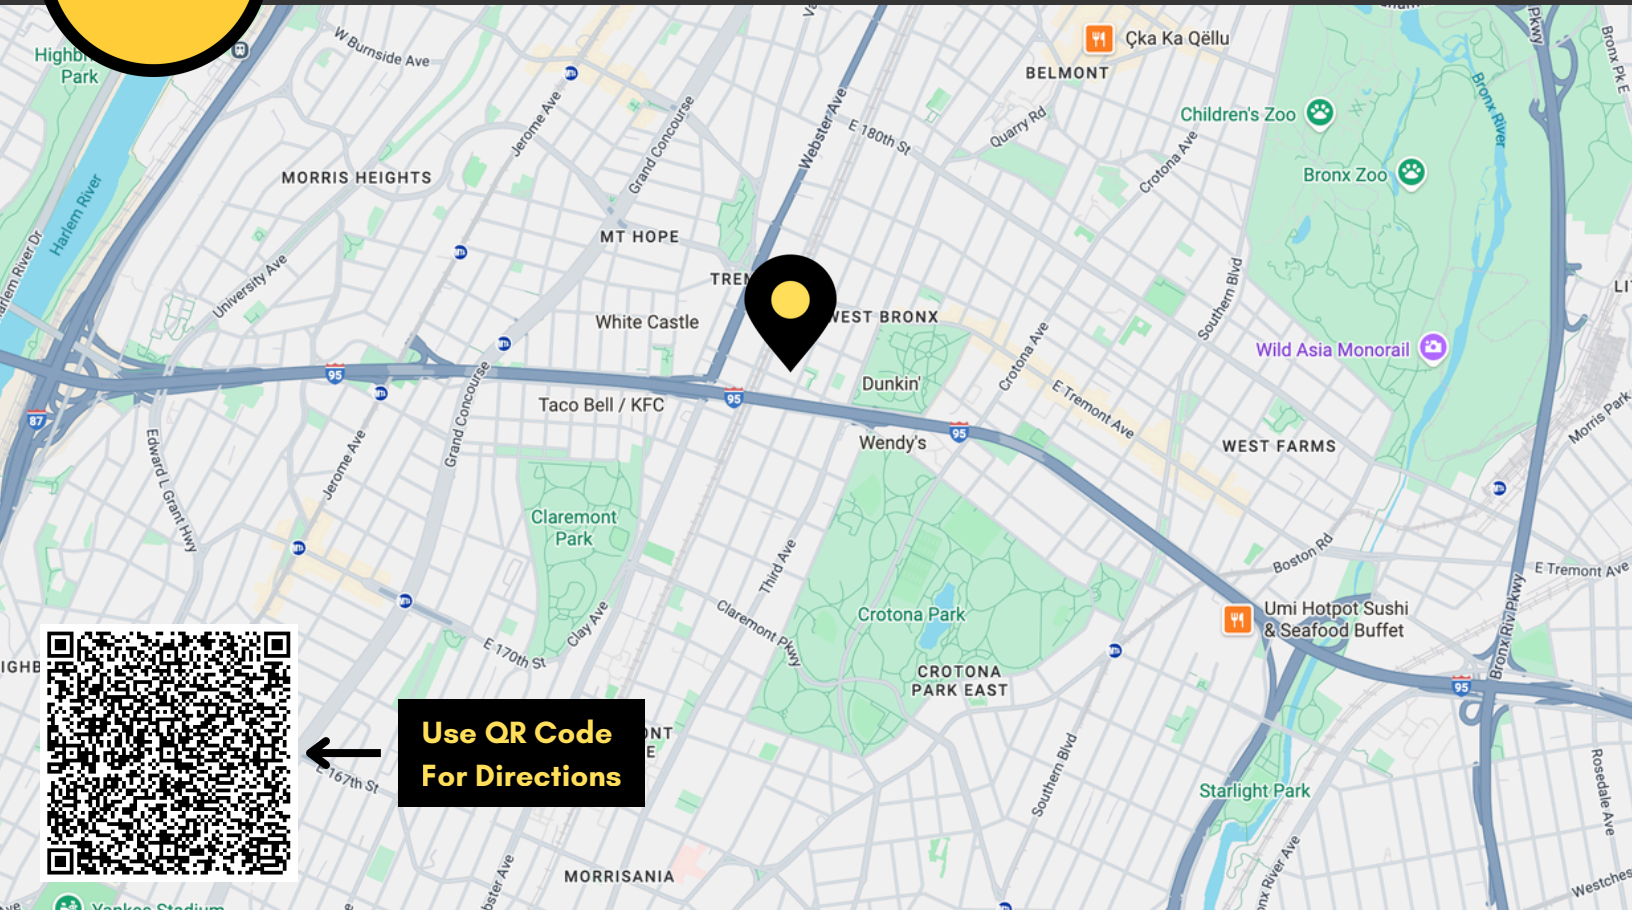 Çka Ka Qëllu
W Burnside Ave
Park
BELMONT
Children's Zoo
Bronx River
Jerome Ave
Grand Concourse
Webster Ave
E 180th St
Quarry Rd
Crotona Ave
Bronx Zoo
MORRIS HEIGHTS
Harlem River
MT HOPE
University Ave
Southern Blvd
White Castle
WEST BRONX
Wild Asia Monorail
Crotona Ave
95
Dunkin'
Taco Bell / KFC
95
E Tremont Ave
87
Grand Concourse
Wendy's
95
WEST FARMS
Morris Park
Edward L Grant Hwy
Jerome Ave
Claremont
Park
Third Ave
Boston Rd
E Tremont Ave
Clay Ave
Claremont Pkwy
Crotona Park
Umi Hotpot Sushi
& Seafood Buffet
E 170th St
CROTONA
PARK EAST
Bronx Riv Pkwy
95
Use QR Code
For Directions
E 167th St
Southern Blvd
Starlight Park
Rosedale Ave
MORRISANIA
Yankee Stadium